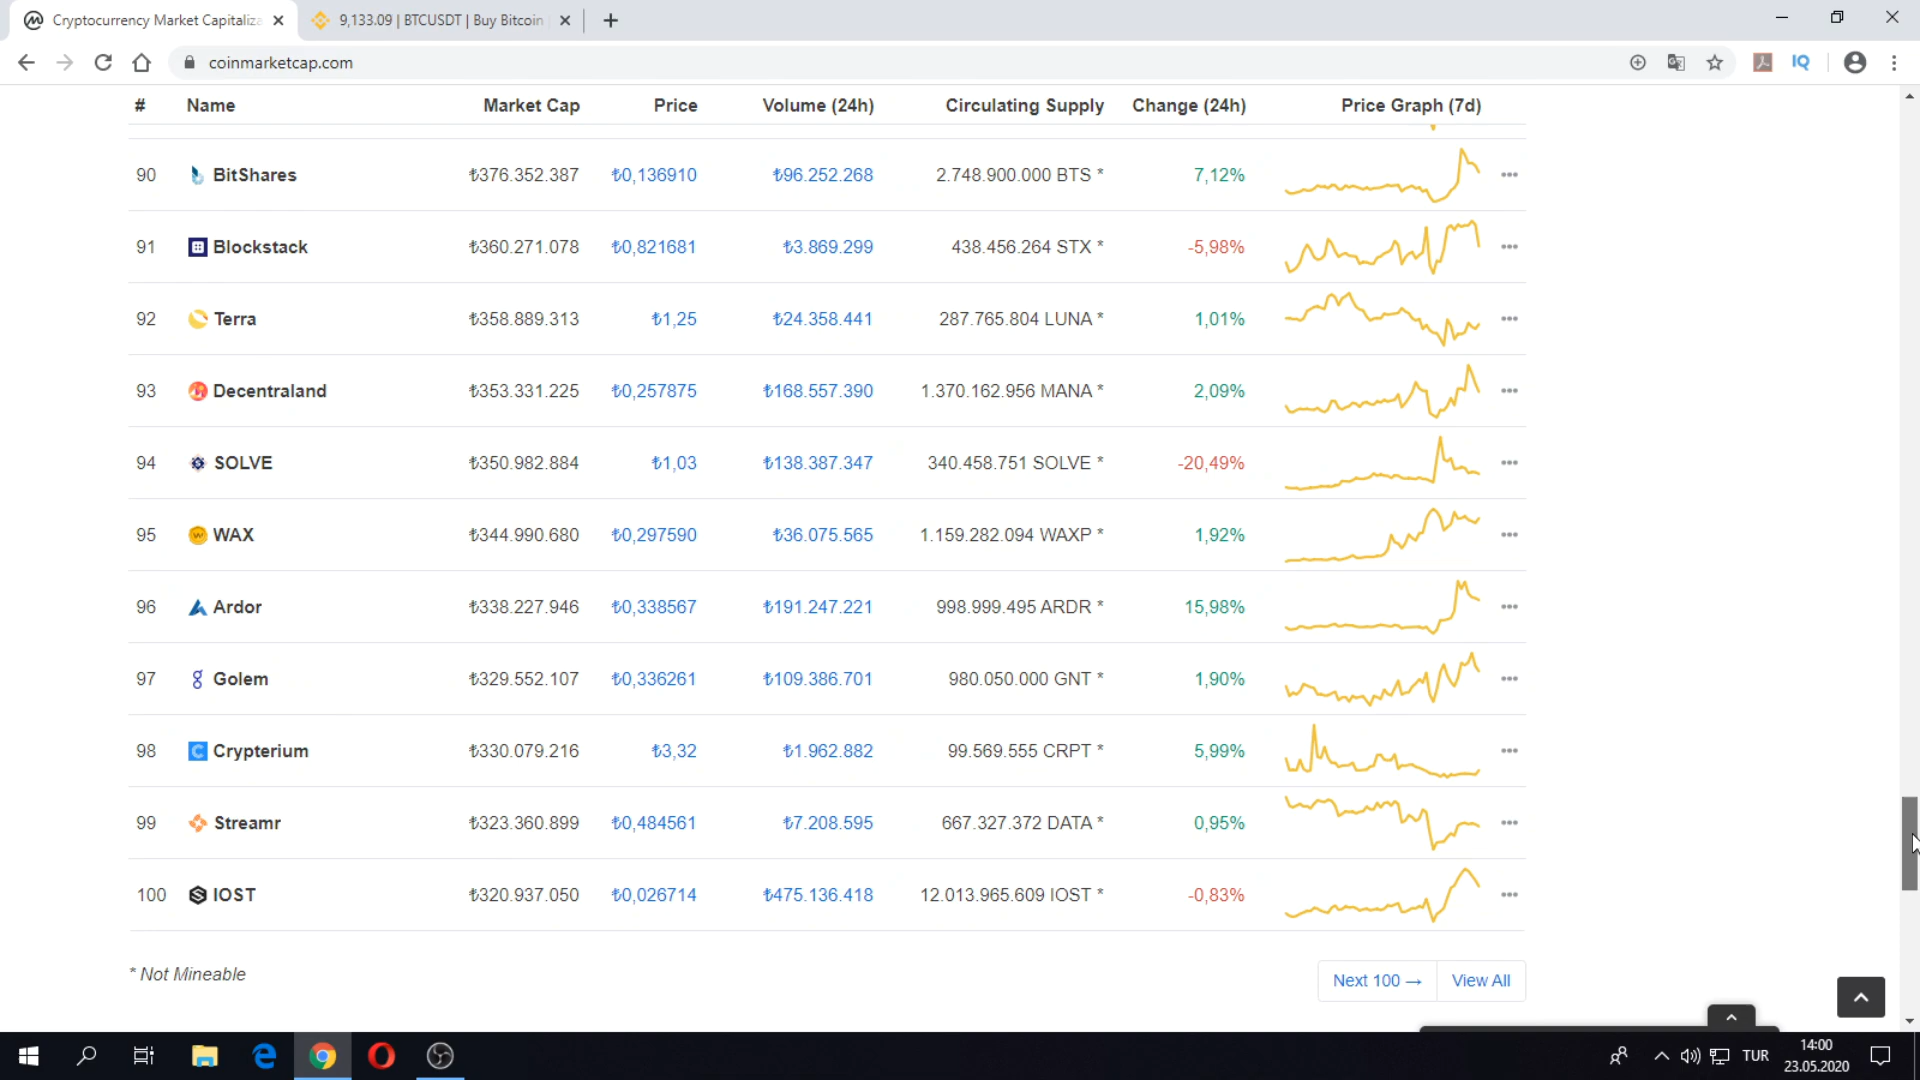 Cryptocurrency Market Capitaliza
9,133.09 | BTCUSDT | Buy Bitcoin
coinmarketcap.com
IQ
# Name Market Cap Price Volume (24h) Circulating Supply Change (24h) Price Graph (7d)
90 BitShares ₺376.352.387 ₺0,136910 ₺96.252.268 2.748.900.000 BTS * 7,12%
91 Blockstack ₺360.271.078 ₺0,821681 ₺3.869.299 438.456.264 STX * -5,98%
92 Terra ₺358.889.313 ₺1,25 ₺24.358.441 287.765.804 LUNA * 1,01%
93 Decentraland ₺353.331.225 ₺0,257875 ₺168.557.390 1.370.162.956 MANA * 2,09%
94 SOLVE ₺350.982.884 ₺1,03 ₺138.387.347 340.458.751 SOLVE * -20,49%
95 WAX ₺344.990.680 ₺0,297590 ₺36.075.565 1.159.282.094 WAXP * 1,92%
96 Ardor ₺338.227.946 ₺0,338567 ₺191.247.221 998.999.495 ARDR * 15,98%
97 Golem ₺329.552.107 ₺0,336261 ₺109.386.701 980.050.000 GNT * 1,90%
98 Crypterium ₺330.079.216 ₺3,32 ₺1.962.882 99.569.555 CRPT * 5,99%
99 Streamr ₺323.360.899 ₺0,484561 ₺7.208.595 667.327.372 DATA * 0,95%
100 IOST ₺320.937.050 ₺0,026714 ₺475.136.418 12.013.965.609 IOST * -0,83%
* Not Mineable
Next 100 → View All
TUR
14:00
23.05.2020